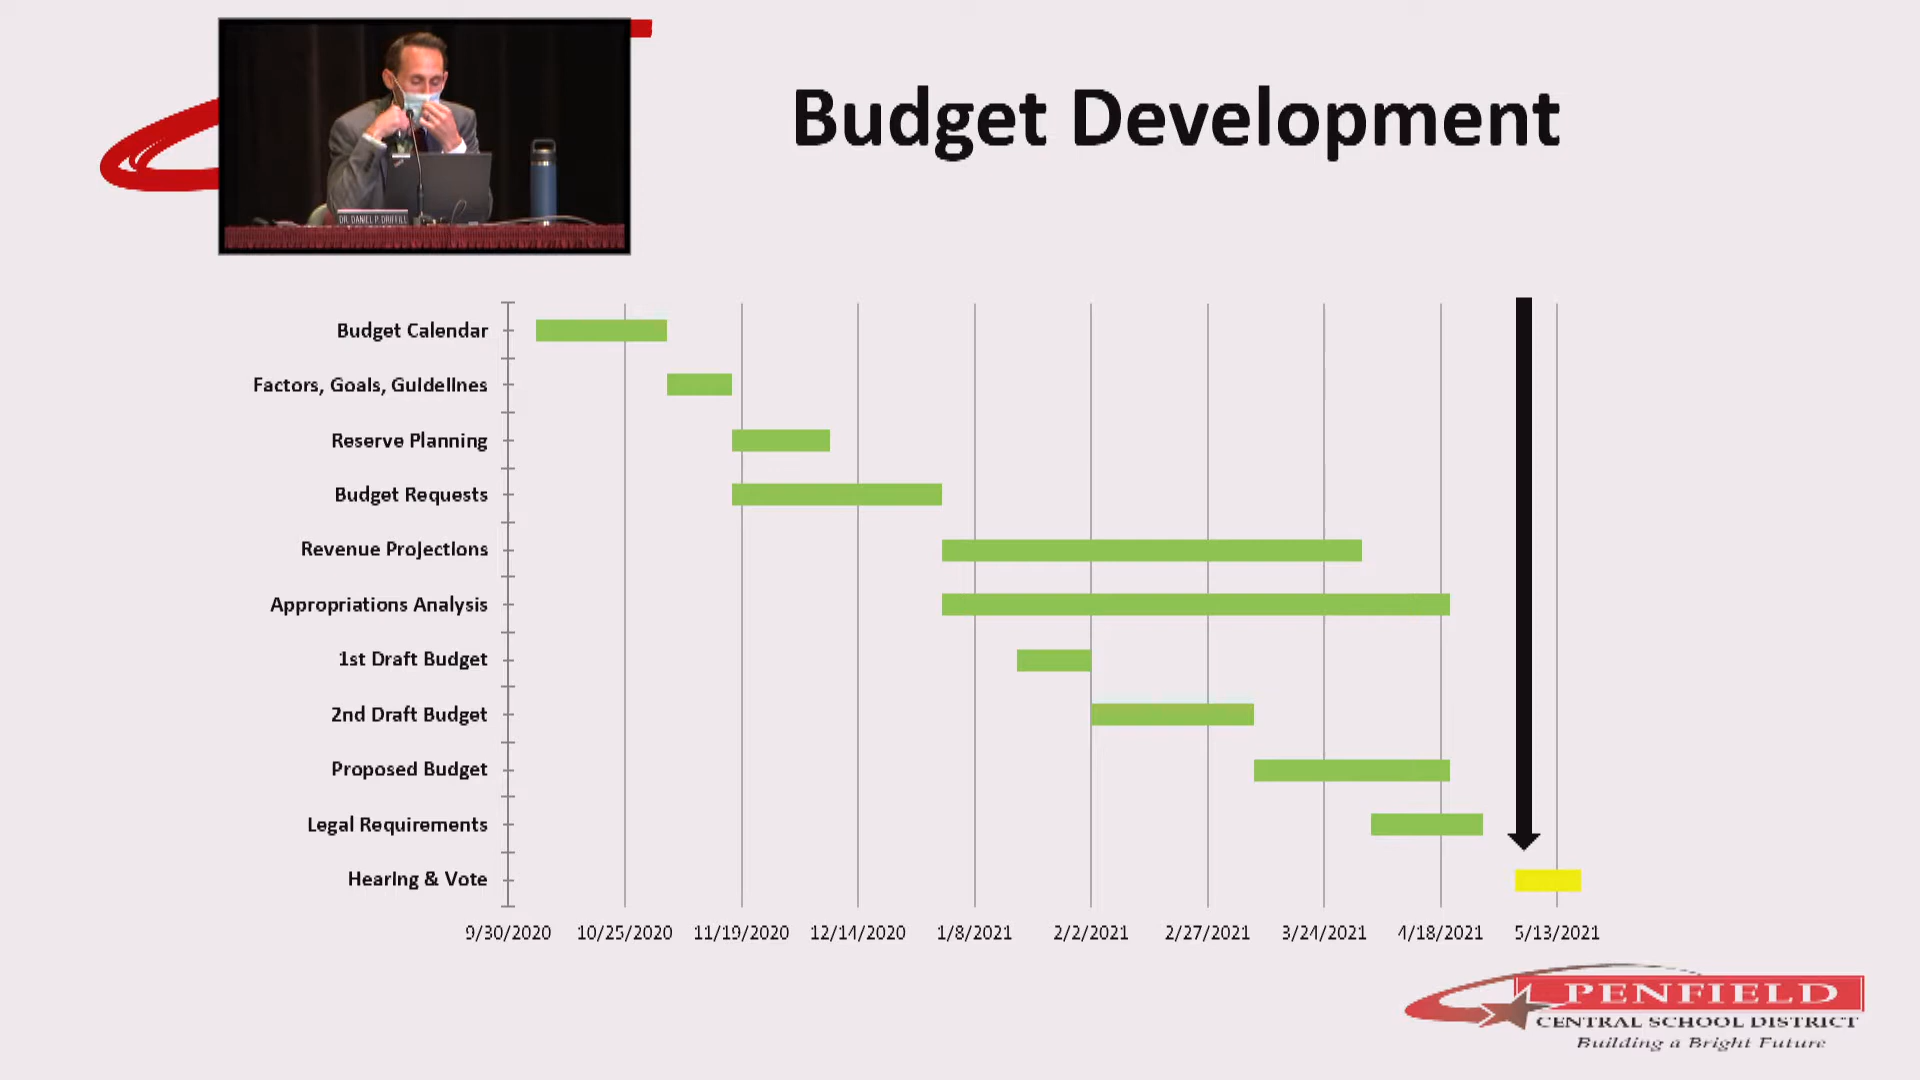 Budget Development
DR. DANIEL P. DRIFFILL
Budget Calendar
Factors, Goals, Guidelines
Reserve Planning
Budget Requests
Revenue Projections
Appropriations Analysis
1st Draft Budget
2nd Draft Budget
Proposed Budget
Legal Requirements
Hearing & Vote
9/30/2020 10/25/2020 11/19/2020 12/14/2020 1/8/2021 2/2/2021 2/27/2021 3/24/2021 4/18/2021 5/13/2021
PENFIELD
CENTRAL SCHOOL DISTRICT
Building a Bright Future